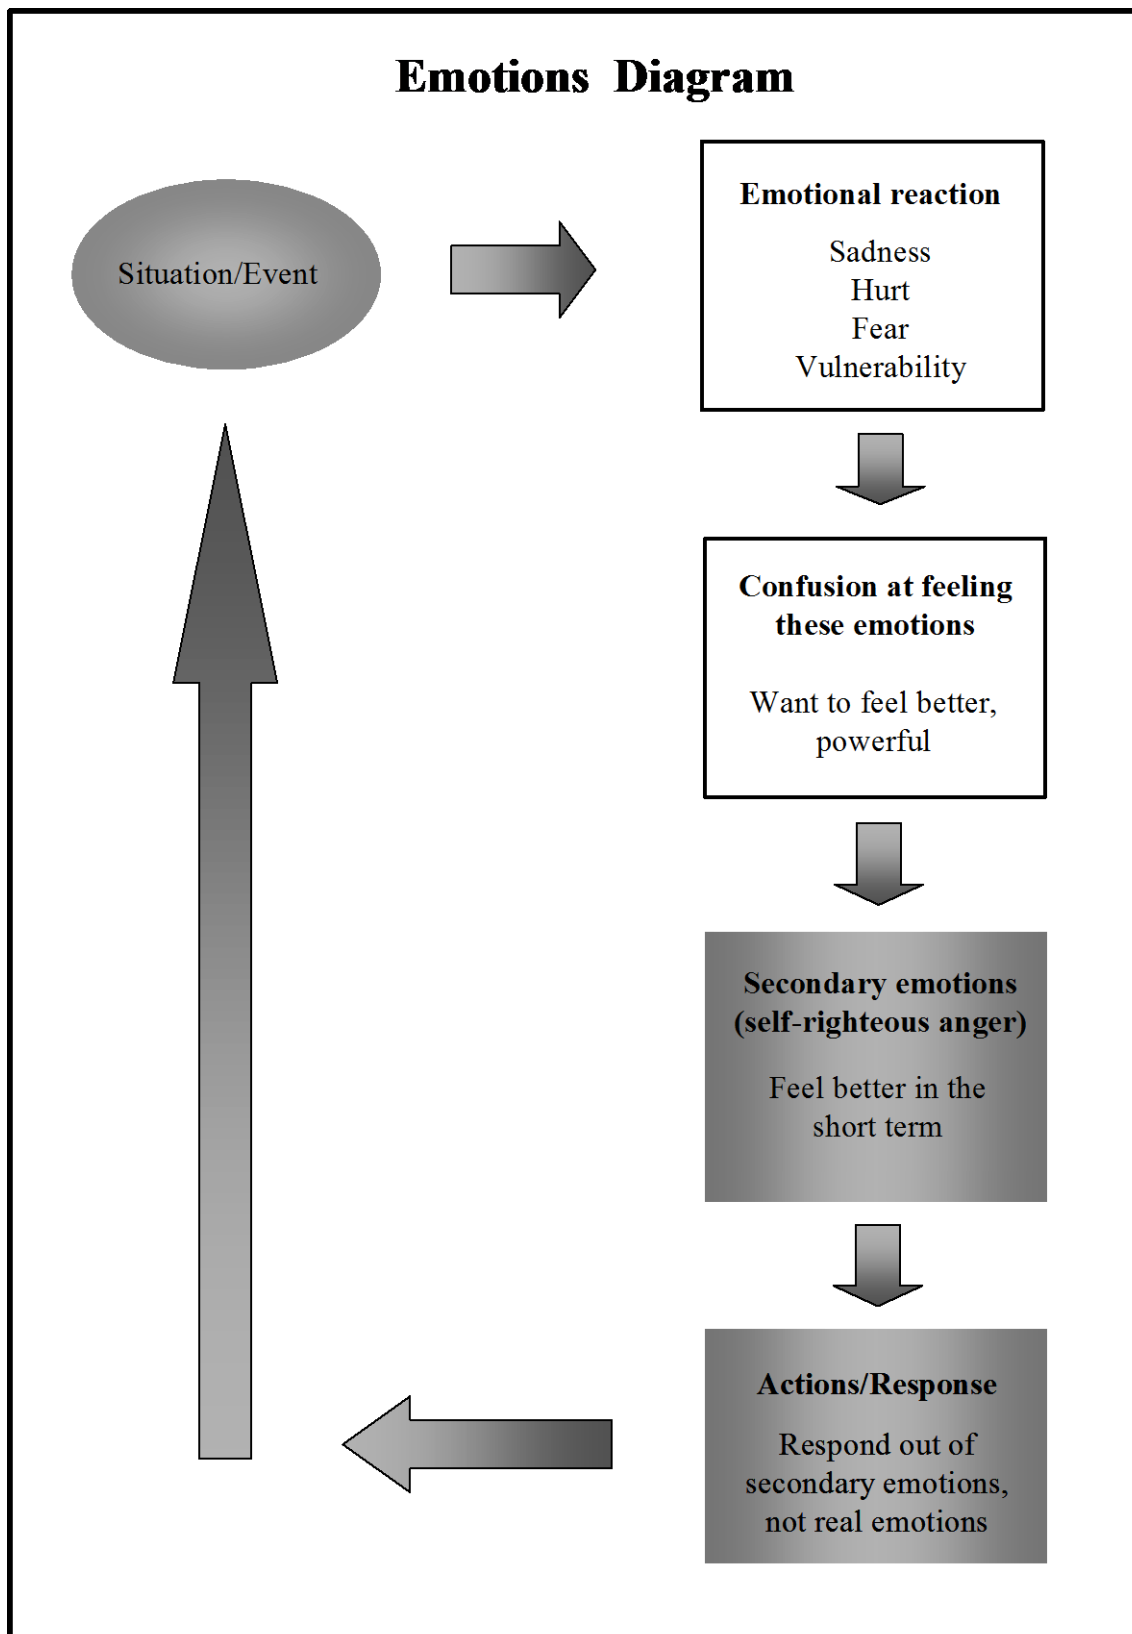 Emotions Diagram
Situation/Event
Emotional reaction
Sadness
Hurt
Fear
Vulnerability
Confusion at feeling
these emotions
Want to feel better,
powerful
Secondary emotions
(self-righteous anger)
Feel better in the
short term
Actions/Response
Respond out of
secondary emotions,
not real emotions